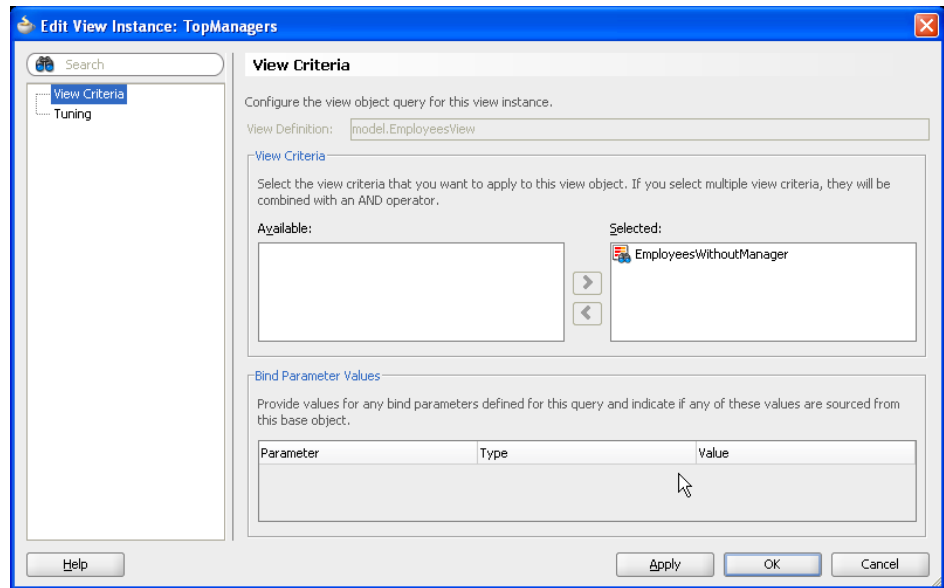 Edit View Instance: TopManagers
Search
View Criteria
Tuning
View Criteria
Configure the view object query for this view instance.
View Definition: model.EmployeesView
View Criteria
Select the view criteria that you want to apply to this view object. If you select multiple view criteria, they will be
combined with an AND operator.
Available: Selected:
EmployeesWithoutManager
Bind Parameter Values
Provide values for any bind parameters defined for this query and indicate if any of these values are sourced from
this base object.
Parameter Type Value
Help Apply OK Cancel